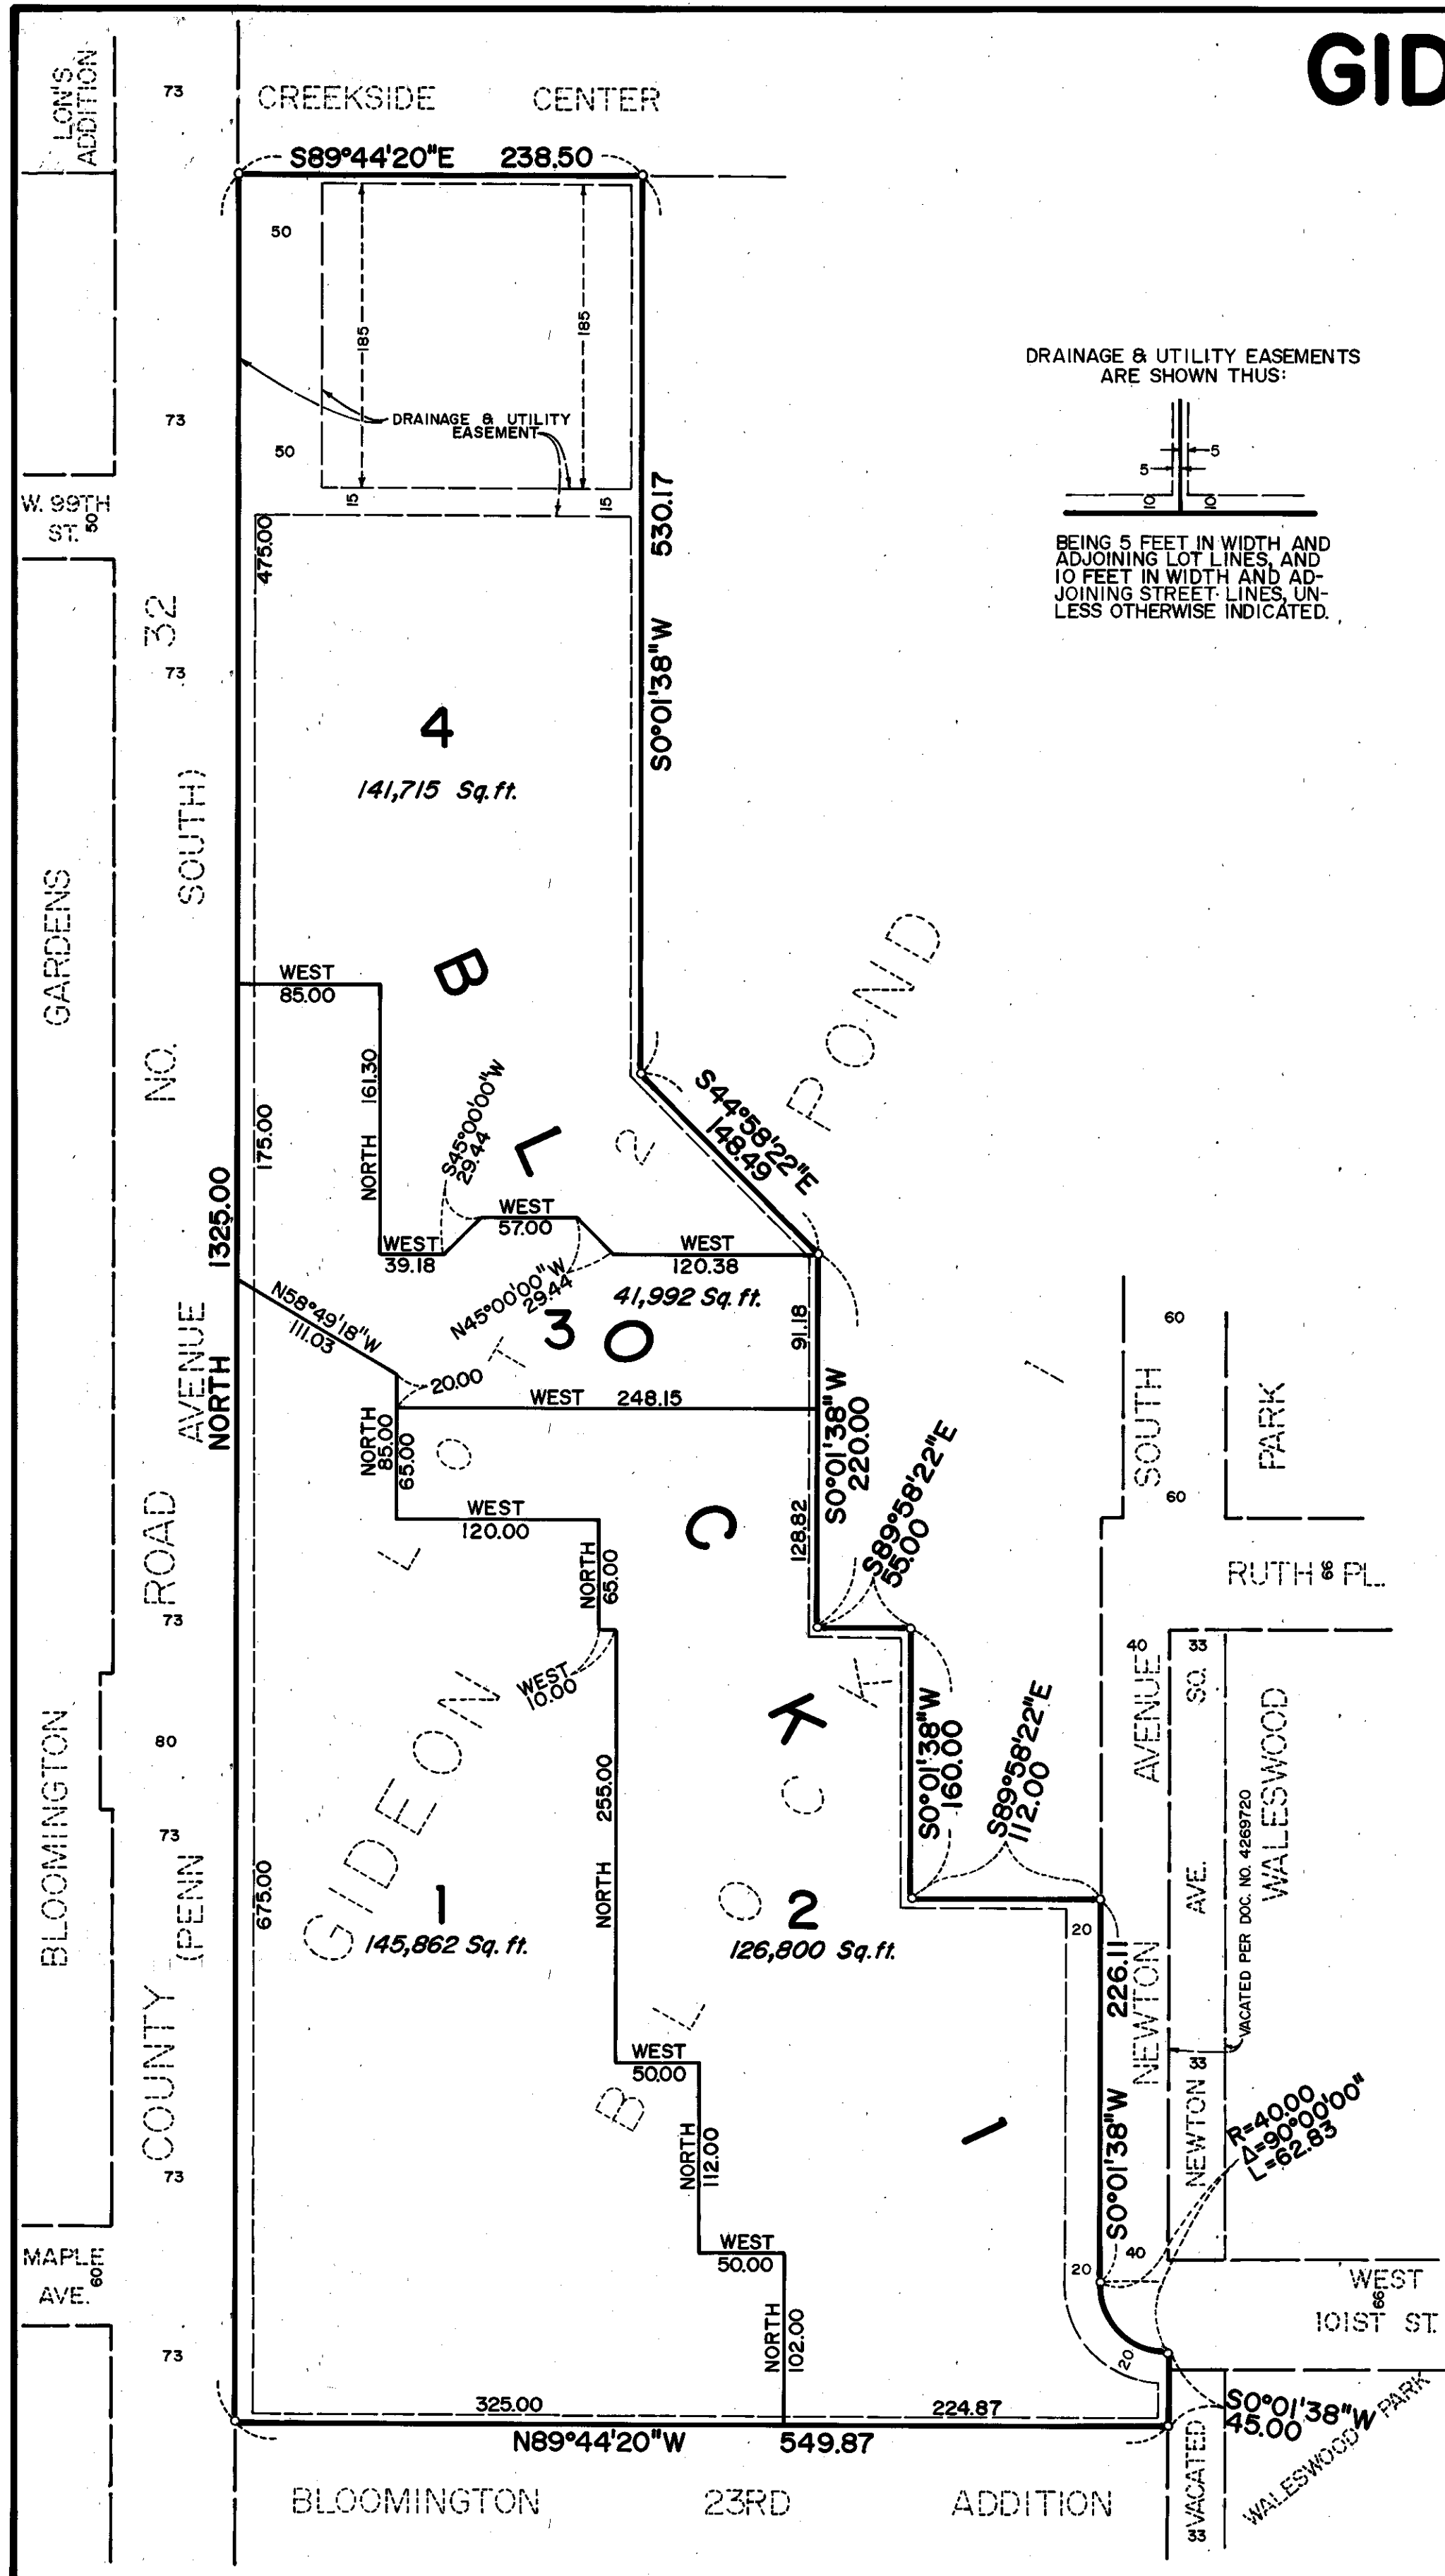 GID
LON'S
ADDITION
73
CREEKSIDE CENTER
S89°44'20"E 238.50
50
185
185
DRAINAGE & UTILITY EASEMENTS
ARE SHOWN THUS:
73
DRAINAGE & UTILITY
EASEMENT
50
5
5
10
10
W. 99TH
ST.
50
15
15
BEING 5 FEET IN WIDTH AND
ADJOINING LOT LINES, AND
10 FEET IN WIDTH AND AD-
JOINING STREET LINES, UN-
LESS OTHERWISE INDICATED.
475.00
S0°01'38"W 530.17
73
4
141,715 Sq. ft.
GARDENS
COUNTY ROAD NO. 32
(PENN AVENUE SOUTH)
WEST
85.00
BLOCK 1
NORTH 161.30
S45°00'00"W
29.44
175.00
NORTH 1325.00
S44°58'22"E
148.49
WEST
57.00
WEST
39.18
WEST
120.38
N45°00'00"W
29.44
41,992 Sq. ft.
3
N58°49'18"W
111.03
20.00
91.18
WEST 248.15
NORTH
85.00
65.00
S0°01'38"W
220.00
128.82
S89°58'22"E
55.00
WEST
120.00
NORTH
65.00
WEST
10.00
GIDEON POND
LOT 2
BLOCK 1
60
SOUTH
PARK
60
RUTH PL.
66
73
80
73
BLOOMINGTON
40
33
NEWTON AVENUE
NEWTON AVE. SO.
WALESWOOD
VACATED PER DOC. NO. 4269720
S0°01'38"W
160.00
S89°58'22"E
112.00
NORTH 255.00
675.00
1
145,862 Sq. ft.
2
126,800 Sq. ft.
20
S0°01'38"W 226.11
33
WEST
50.00
NORTH
112.00
R=40.00
Δ=90°00'00"
L=62.83
73
MAPLE
AVE.
60
WEST
50.00
20
40
WEST
101ST ST.
66
NORTH
102.00
20
73
325.00
224.87
N89°44'20"W 549.87
S0°01'38"W
45.00
BLOOMINGTON 23RD ADDITION
VACATED
33
WALESWOOD PARK